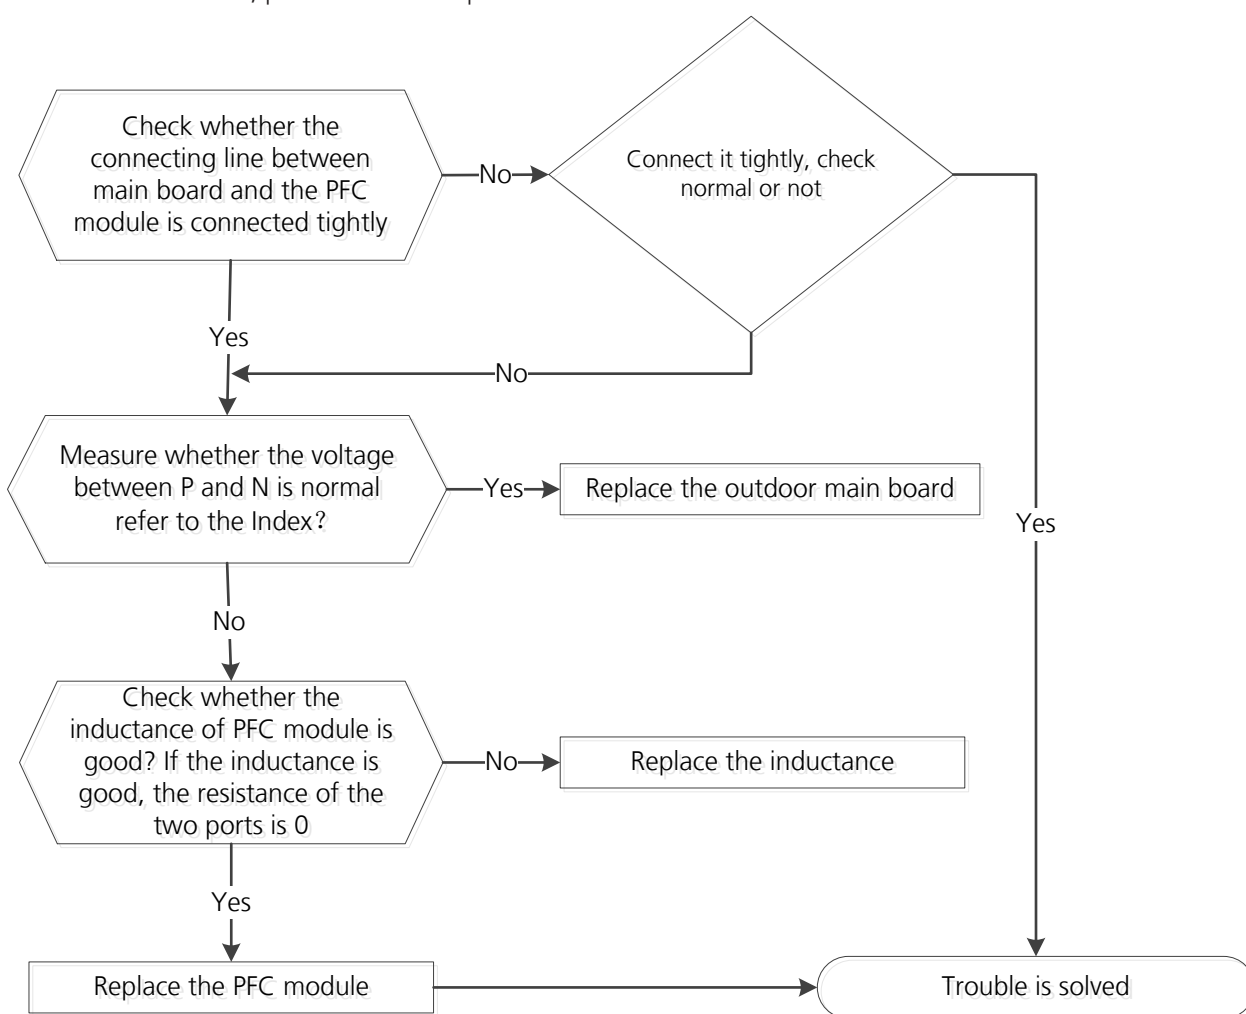 Check whether the
connecting line between
main board and the PFC
module is connected tightly
No
Connect it tightly, check
normal or not
Yes
No
Measure whether the voltage
between P and N is normal
refer to the Index?
Yes
Replace the outdoor main board
Yes
No
Check whether the
inductance of PFC module is
good? If the inductance is
good, the resistance of the
two ports is 0
No
Replace the inductance
Yes
Replace the PFC module
Trouble is solved